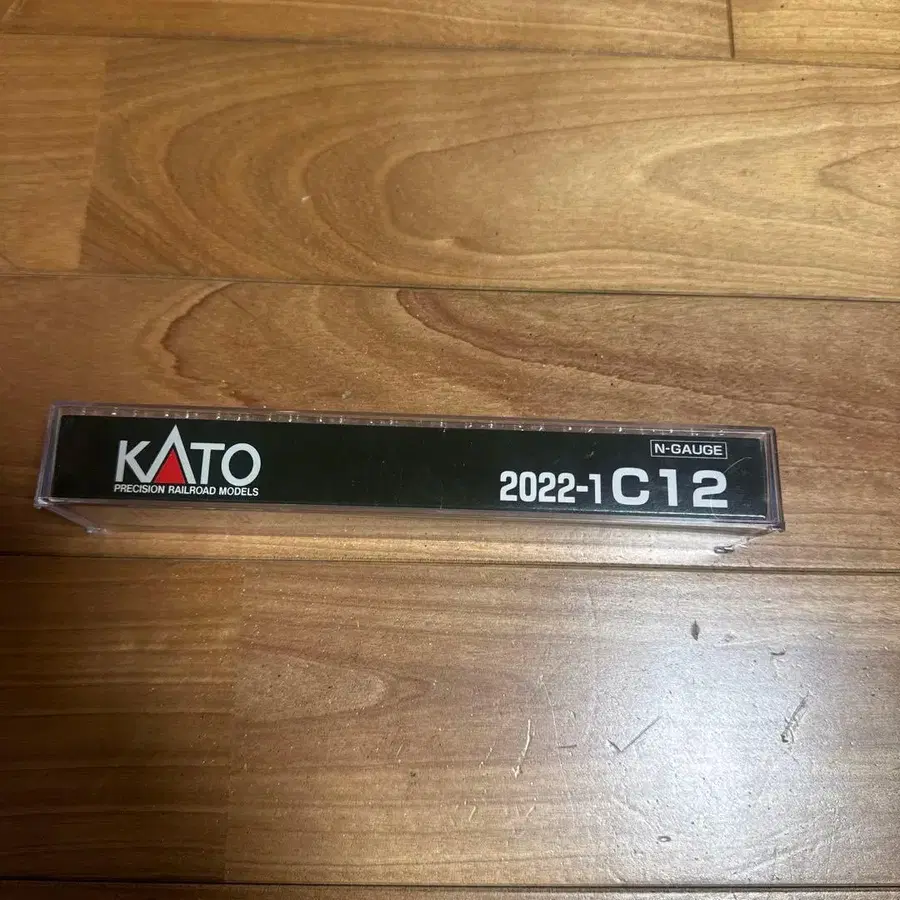 KATO
PRECISION RAILROAD MODELS
N-GAUGE
2022-1 C12